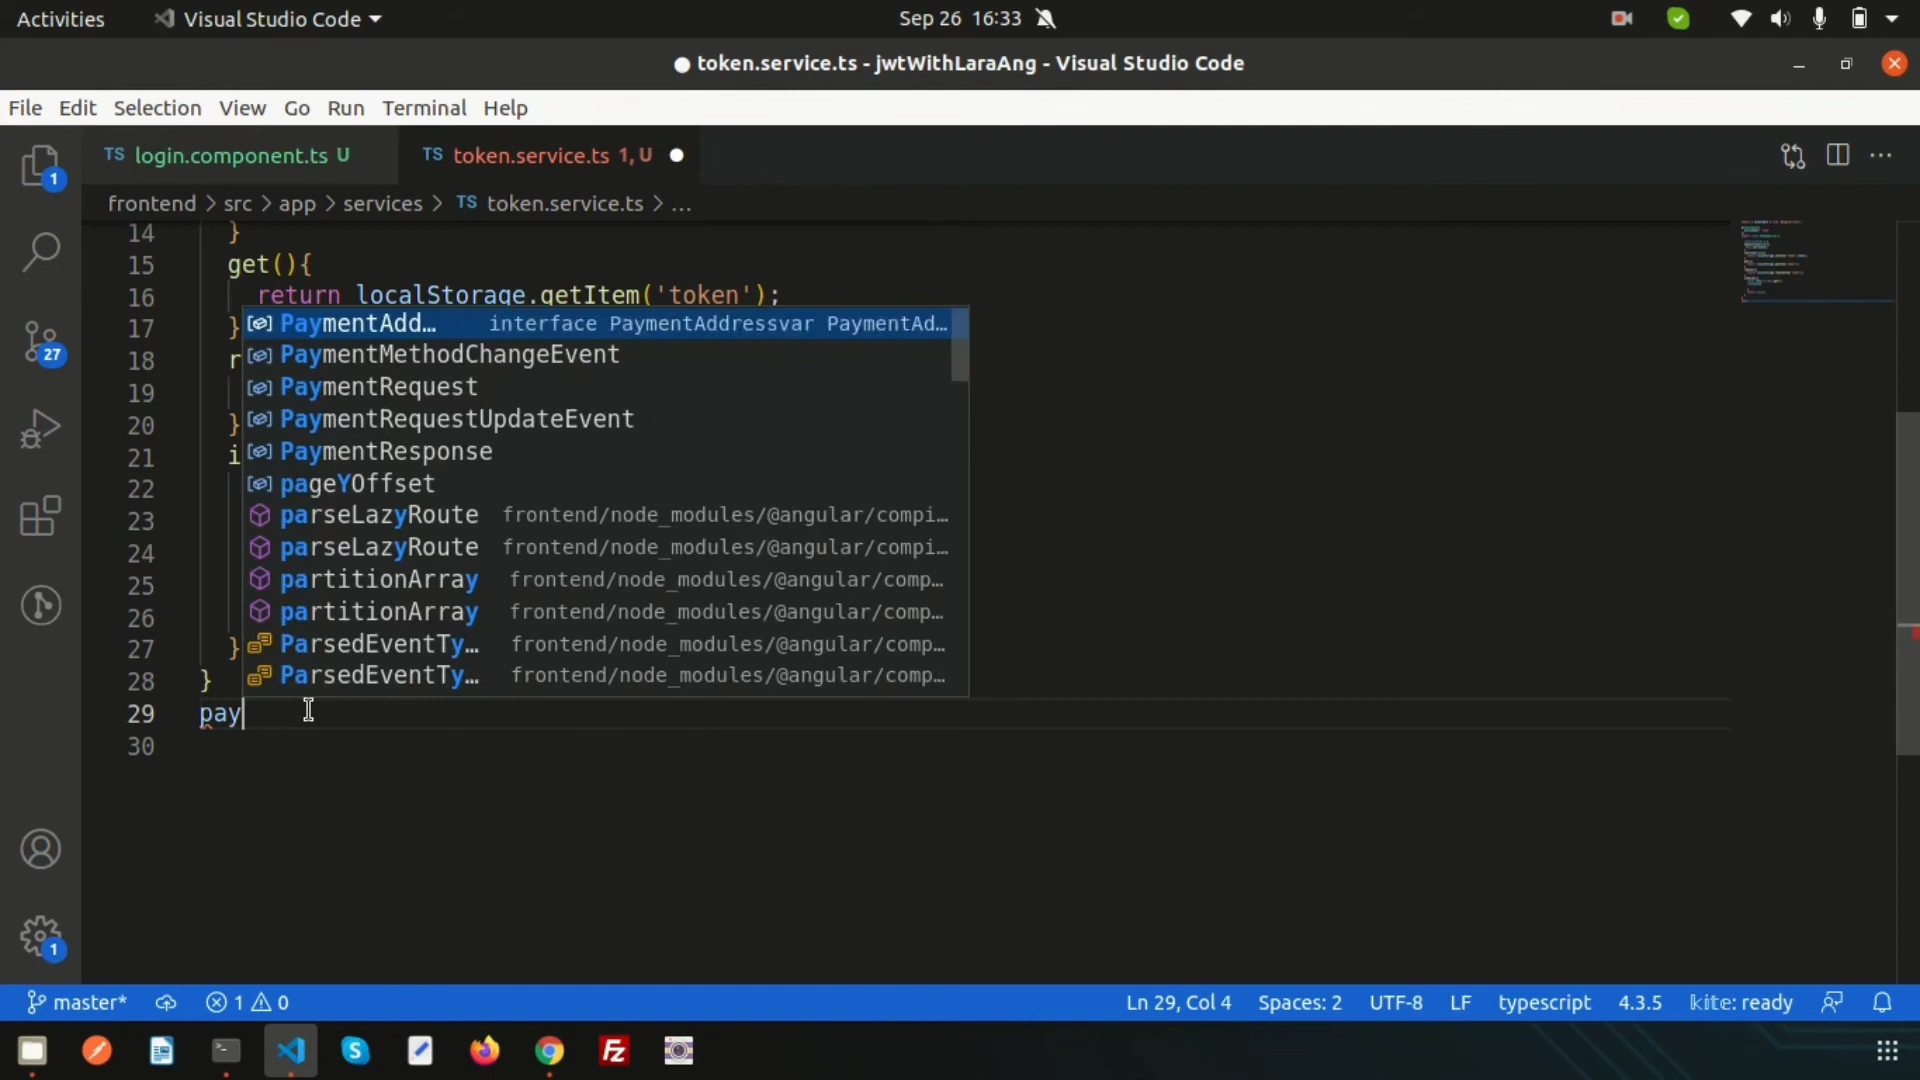 Activities
Visual Studio Code
Sep 26 16:33
token.service.ts - jwtWithLaraAng - Visual Studio Code
File Edit Selection View Go Run Terminal Help
TS login.component.ts U
TS token.service.ts 1, U
frontend > src > app > services > TS token.service.ts > ...
14 }
15 get(){
16 return localStorage.getItem('token');
17 }
18 r
19
20 }
21 i
22
23
24
25
26
27 }
28 }
29 pay
30
PaymentAdd... interface PaymentAddressvar PaymentAd...
PaymentMethodChangeEvent
PaymentRequest
PaymentRequestUpdateEvent
PaymentResponse
pageYOffset
parseLazyRoute frontend/node_modules/@angular/compi...
parseLazyRoute frontend/node_modules/@angular/compi...
partitionArray frontend/node_modules/@angular/comp...
partitionArray frontend/node_modules/@angular/comp...
ParsedEventTy... frontend/node_modules/@angular/comp...
ParsedEventTy... frontend/node_modules/@angular/comp...
1
27
1
master* 1 0
Ln 29, Col 4 Spaces: 2 UTF-8 LF typescript 4.3.5 kite: ready